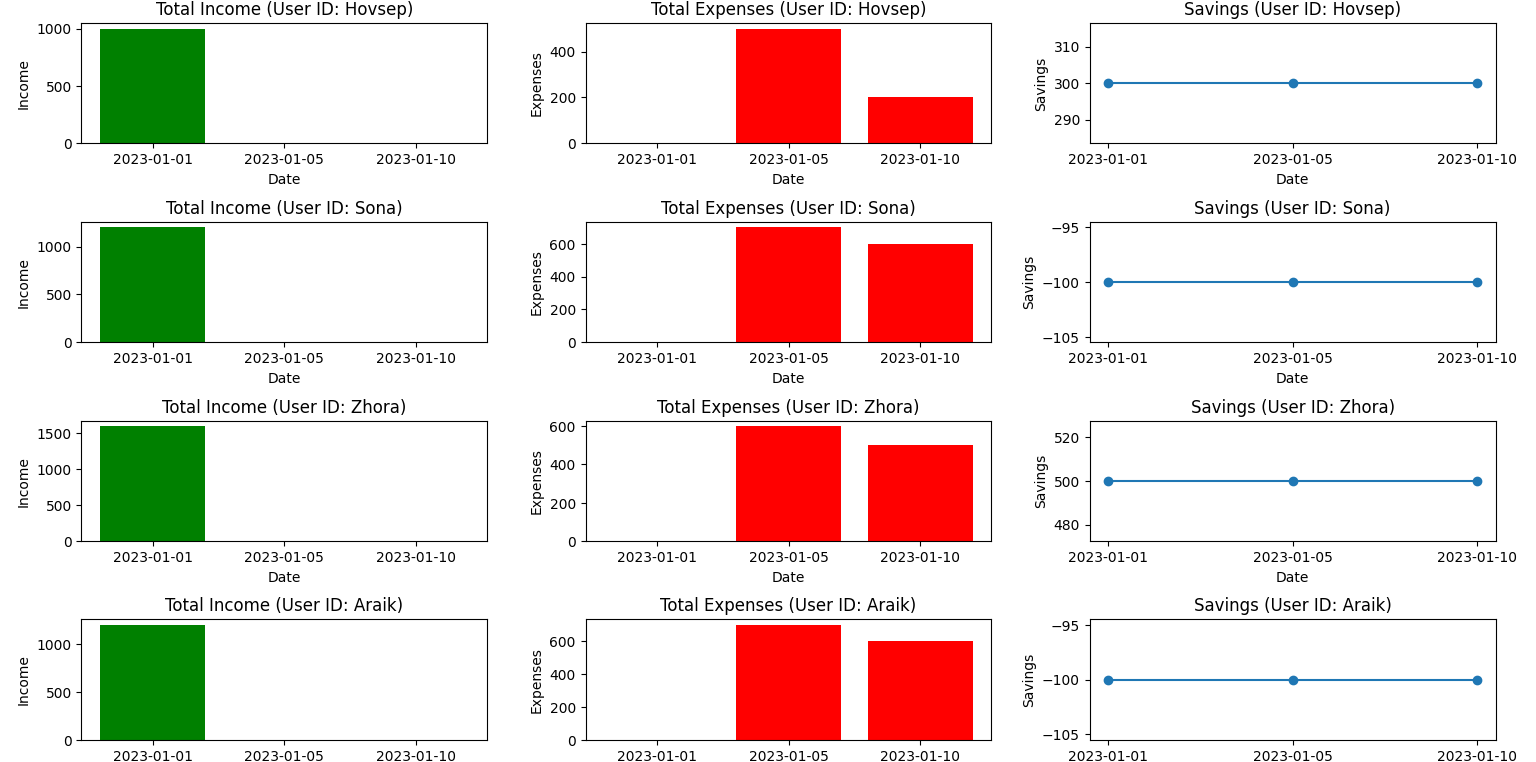 Total Income (User ID: Hovsep)
1000
500
0
Income
2023-01-01 2023-01-05 2023-01-10
Date
Total Expenses (User ID: Hovsep)
400
200
0
Expenses
2023-01-01 2023-01-05 2023-01-10
Date
Savings (User ID: Hovsep)
310
300
290
Savings
2023-01-01 2023-01-05 2023-01-10
Date
Total Income (User ID: Sona)
1000
500
0
Income
2023-01-01 2023-01-05 2023-01-10
Date
Total Expenses (User ID: Sona)
600
400
200
0
Expenses
2023-01-01 2023-01-05 2023-01-10
Date
Savings (User ID: Sona)
−95
−100
−105
Savings
2023-01-01 2023-01-05 2023-01-10
Date
Total Income (User ID: Zhora)
1500
1000
500
0
Income
2023-01-01 2023-01-05 2023-01-10
Date
Total Expenses (User ID: Zhora)
600
400
200
0
Expenses
2023-01-01 2023-01-05 2023-01-10
Date
Savings (User ID: Zhora)
520
500
480
Savings
2023-01-01 2023-01-05 2023-01-10
Date
Total Income (User ID: Araik)
1000
500
0
Income
2023-01-01 2023-01-05 2023-01-10
Total Expenses (User ID: Araik)
600
400
200
0
Expenses
2023-01-01 2023-01-05 2023-01-10
Savings (User ID: Araik)
−95
−100
−105
Savings
2023-01-01 2023-01-05 2023-01-10